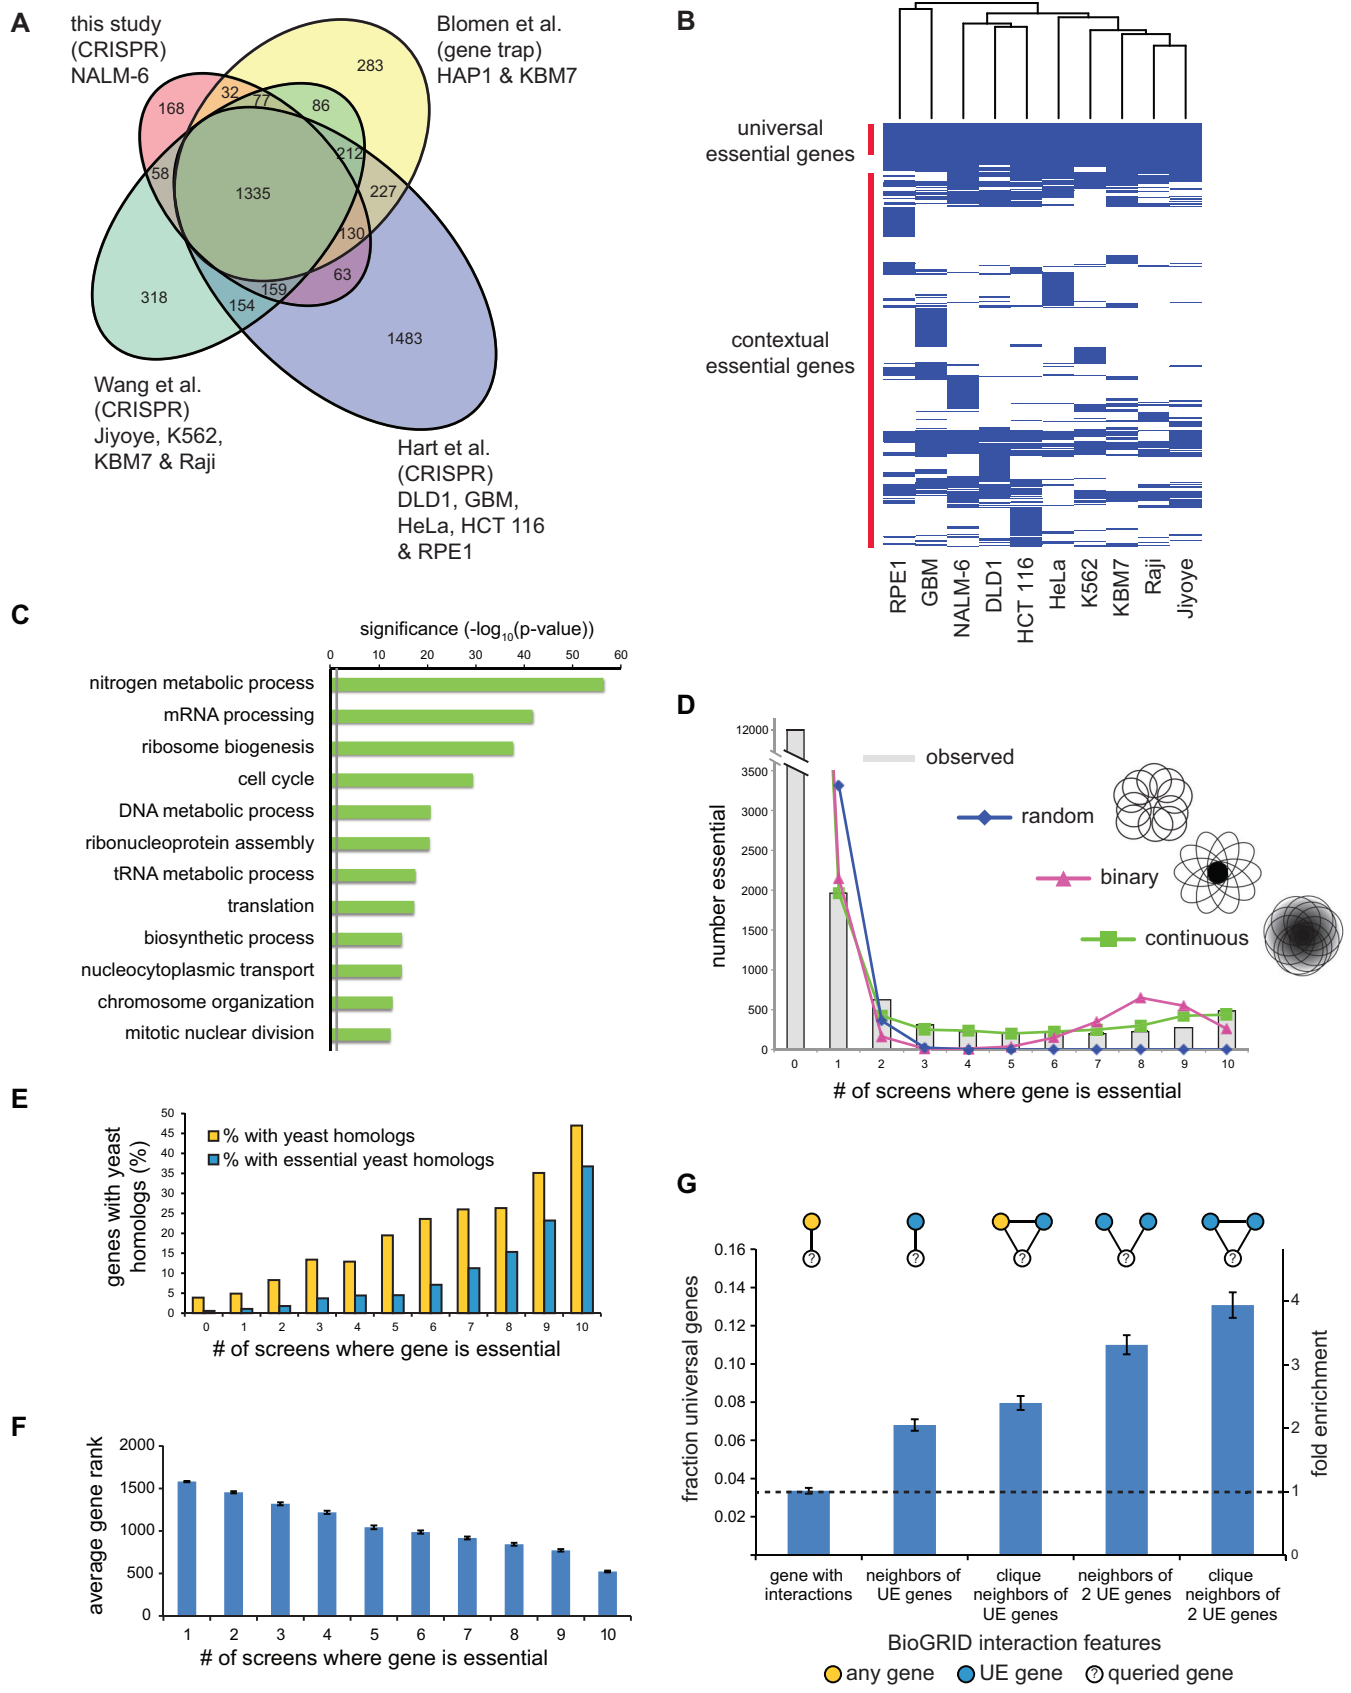 A
this study
(CRISPR)
NALM-6
Blomen et al.
(gene trap)
HAP1 & KBM7
283
168
32
77
86
212
58
1335
227
130
63
159
154
318
1483
Wang et al.
(CRISPR)
Jiyoye, K562,
KBM7 & Raji
Hart et al.
(CRISPR)
DLD1, GBM,
HeLa, HCT 116
& RPE1
B
universal
essential genes
contextual
essential genes
RPE1
GBM
NALM-6
DLD1
HCT 116
HeLa
K562
KBM7
Raji
Jiyoye
C
significance (-log10(p-value))
0 10 20 30 40 50 60
nitrogen metabolic process
mRNA processing
ribosome biogenesis
cell cycle
DNA metabolic process
ribonucleoprotein assembly
tRNA metabolic process
translation
biosynthetic process
nucleocytoplasmic transport
chromosome organization
mitotic nuclear division
D
number essential
12000
3500
3000
2500
2000
1500
1000
500
0
observed
random
binary
continuous
0 1 2 3 4 5 6 7 8 9 10
# of screens where gene is essential
E
genes with yeast
homologs (%)
50
45
40
35
30
25
20
15
10
5
0
% with yeast homologs
% with essential yeast homologs
0 1 2 3 4 5 6 7 8 9 10
# of screens where gene is essential
F
average gene rank
2000
1500
1000
500
0
1 2 3 4 5 6 7 8 9 10
# of screens where gene is essential
G
? ? ? ? ?
fraction universal genes
0.16
0.14
0.12
0.10
0.08
0.06
0.04
0.02
fold enrichment
4
3
2
1
0
gene with
interactions
neighbors of
UE genes
clique
neighbors of
UE genes
neighbors of
2 UE genes
clique
neighbors of
2 UE genes
BioGRID interaction features
any gene
UE gene
? queried gene